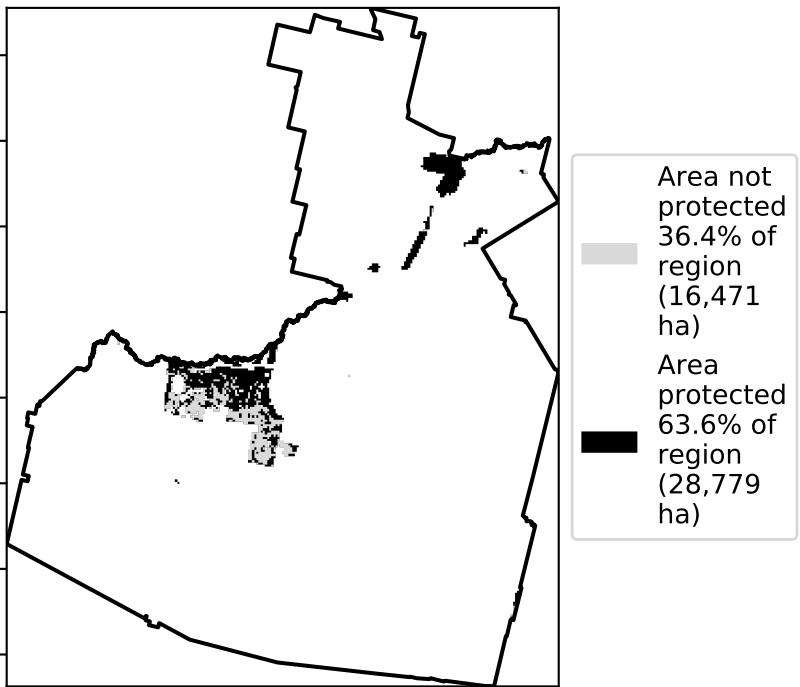 Area not
protected
36.4% of
region
(16,471
ha)
Area
protected
63.6% of
region
(28,779
ha)